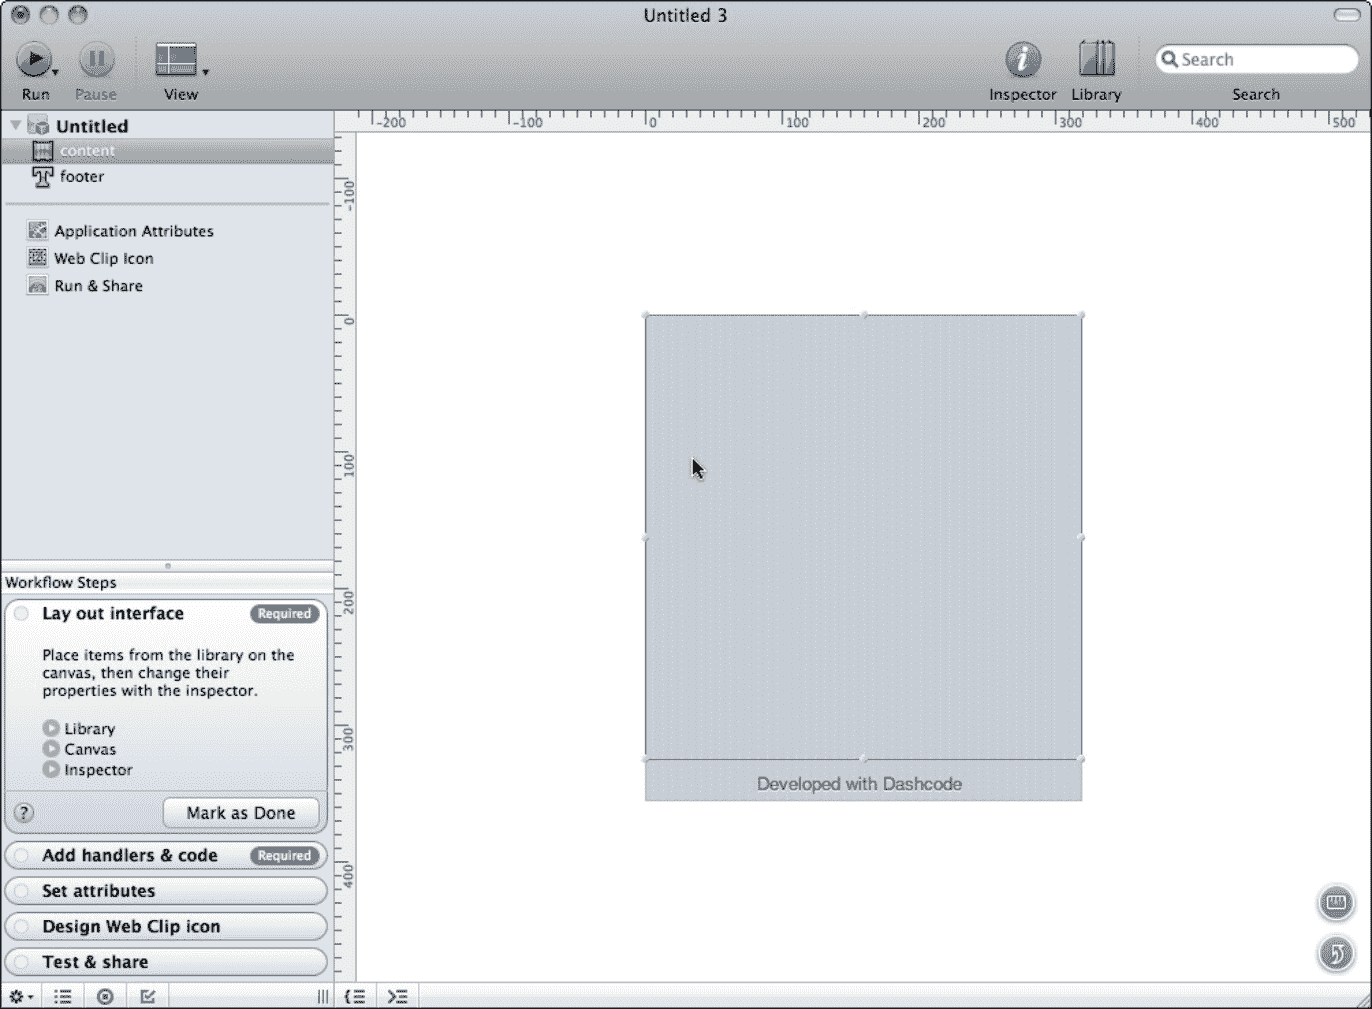 Untitled 3
Run
Pause
View
Inspector
Library
Search
Search
Untitled
content
footer
Application Attributes
Web Clip Icon
Run & Share
-200
-100
0
100
200
300
400
500
-100
0
100
200
300
400
Developed with Dashcode
Workflow Steps
Lay out interface
Required
Place items from the library on the
canvas, then change their
properties with the inspector.
Library
Canvas
Inspector
?
Mark as Done
Add handlers & code
Required
Set attributes
Design Web Clip icon
Test & share